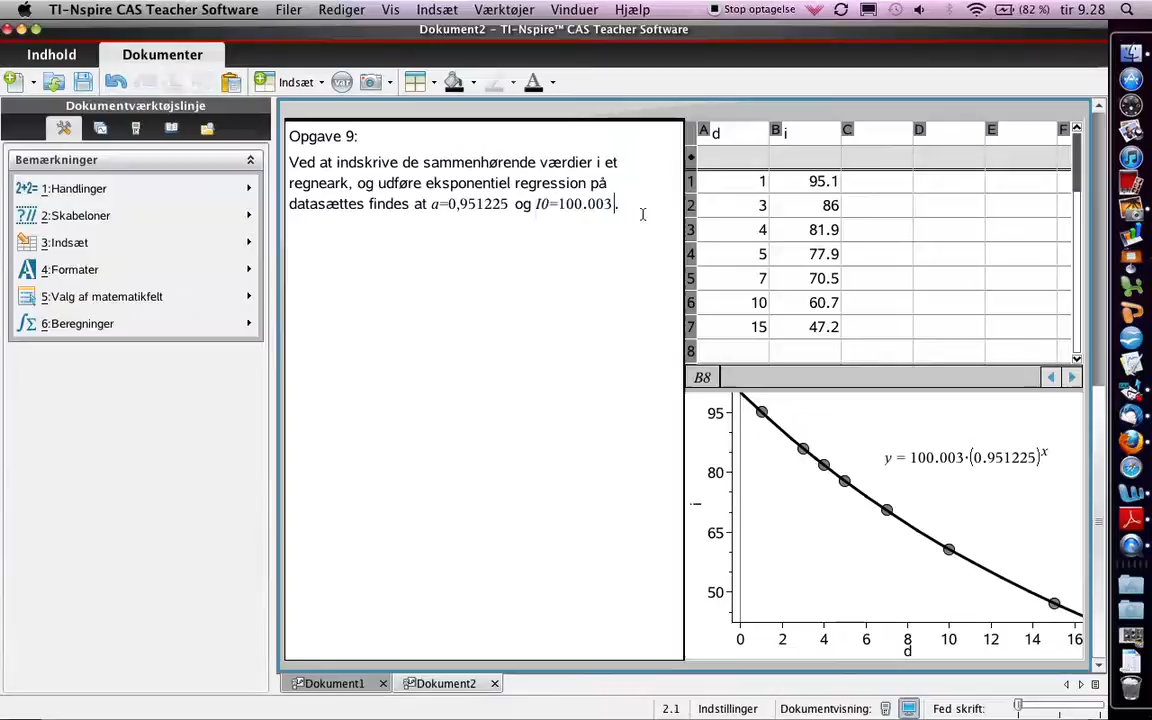 TI-Nspire™ CAS Teacher Software Filer Rediger Vis Indsæt Værktøjer Vinduer Hjælp Stop optagelse (82 %) tir 9.28
Dokument2 - TI-Nspire™ CAS Teacher Software
Indhold Dokumenter
Indsæt var A
Dokumentværktøjslinje
Bemærkninger
1:Handlinger
2:Skabeloner
3:Indsæt
4:Formater
5:Valg af matematikfelt
6:Beregninger
Opgave 9:
Ved at indskrive de sammenhørende værdier i et
regneark, og udføre eksponentiel regression på
datasættes findes at a=0,951225 og I0=100.003.
A d B i C D E F
◆
1 1 95.1
2 3 86
3 4 81.9
4 5 77.9
5 7 70.5
6 10 60.7
7 15 47.2
8
B8
y = 100.003·(0.951225)^x
95
80
65
50
i
0 2 4 6 8 10 12 14 16
d
Dokument1 Dokument2
2.1 Indstillinger Dokumentvisning: Fed skrift: